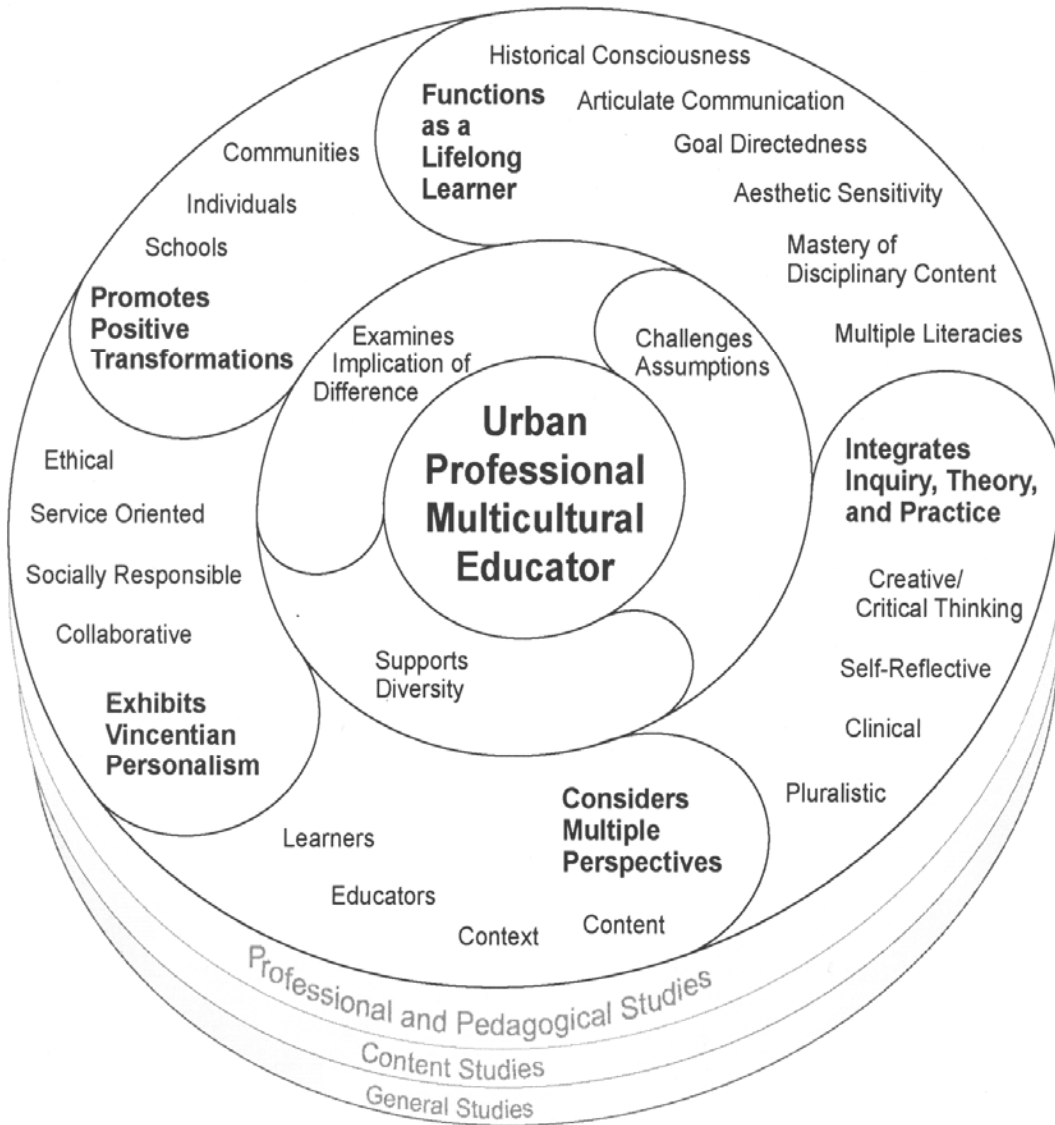 Historical Consciousness
Functions
as a
Lifelong
Learner
Articulate Communication
Goal Directedness
Aesthetic Sensitivity
Mastery of
Disciplinary Content
Multiple Literacies
Communities
Individuals
Schools
Promotes
Positive
Transformations
Examines
Implication of
Difference
Challenges
Assumptions
Urban
Professional
Multicultural
Educator
Supports
Diversity
Integrates
Inquiry, Theory,
and Practice
Creative/
Critical Thinking
Self-Reflective
Clinical
Pluralistic
Ethical
Service Oriented
Socially Responsible
Collaborative
Exhibits
Vincentian
Personalism
Considers
Multiple
Perspectives
Learners
Educators
Context
Content
Professional and Pedagogical Studies
Content Studies
General Studies